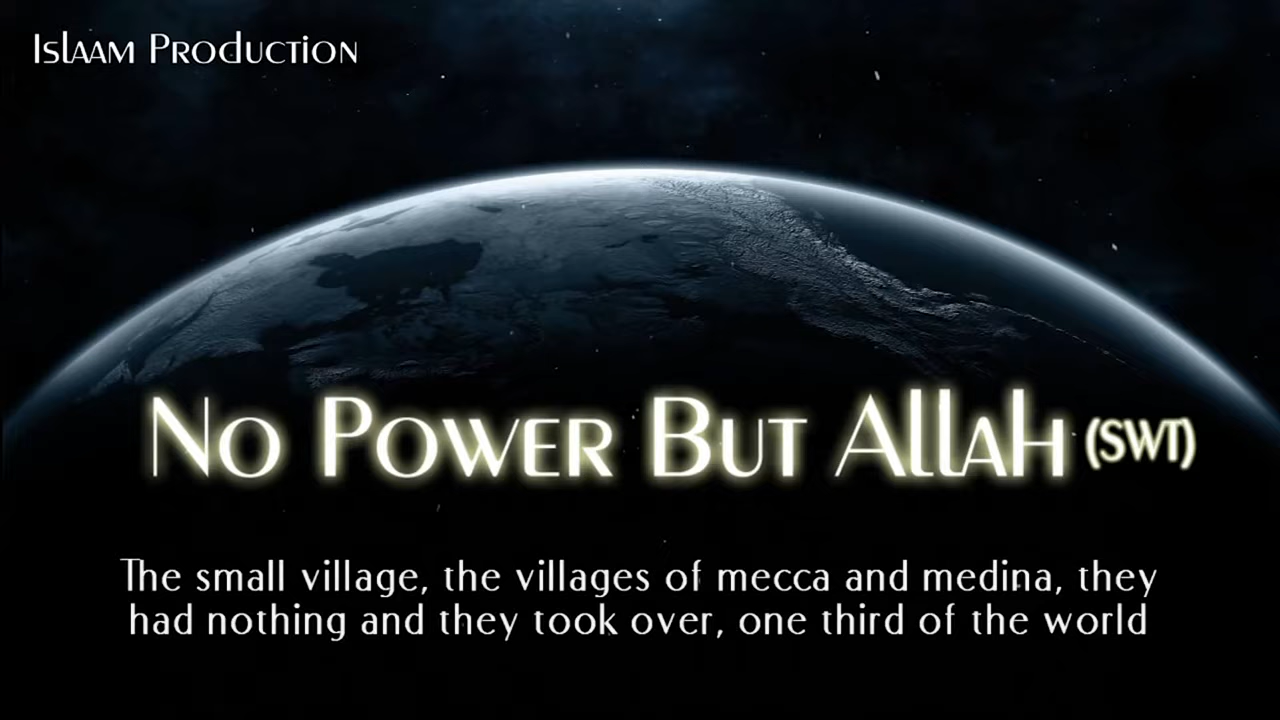 Islaam Production
No Power But Allah (SWT)
The small village, the villages of mecca and medina, they
had nothing and they took over, one third of the world